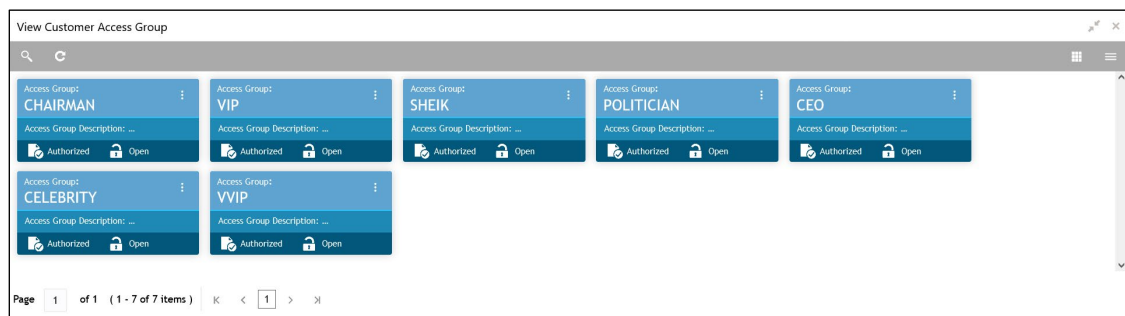 View Customer Access Group
Access Group: Access Group: Access Group: Access Group: Access Group:
CHAIRMAN VIP SHEIK POLITICIAN CEO
Access Group Description: ... Access Group Description: ... Access Group Description: ... Access Group Description: ... Access Group Description: ...
Authorized Open Authorized Open Authorized Open Authorized Open Authorized Open
Access Group: Access Group:
CELEBRITY VVIP
Access Group Description: ... Access Group Description: ...
Authorized Open Authorized Open
Page 1 of 1 ( 1 - 7 of 7 items ) 1